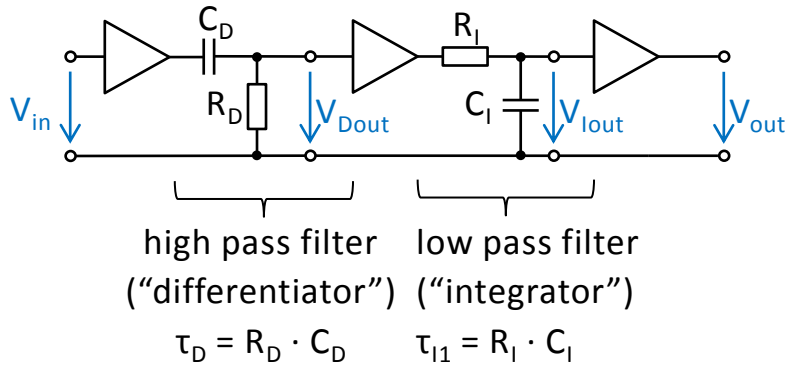 C_D
R_I
V_in
R_D
V_Dout
C_I
V_Iout
V_out
high pass filter
("differentiator")
τ_D = R_D · C_D
low pass filter
("integrator")
τ_I1 = R_I · C_I